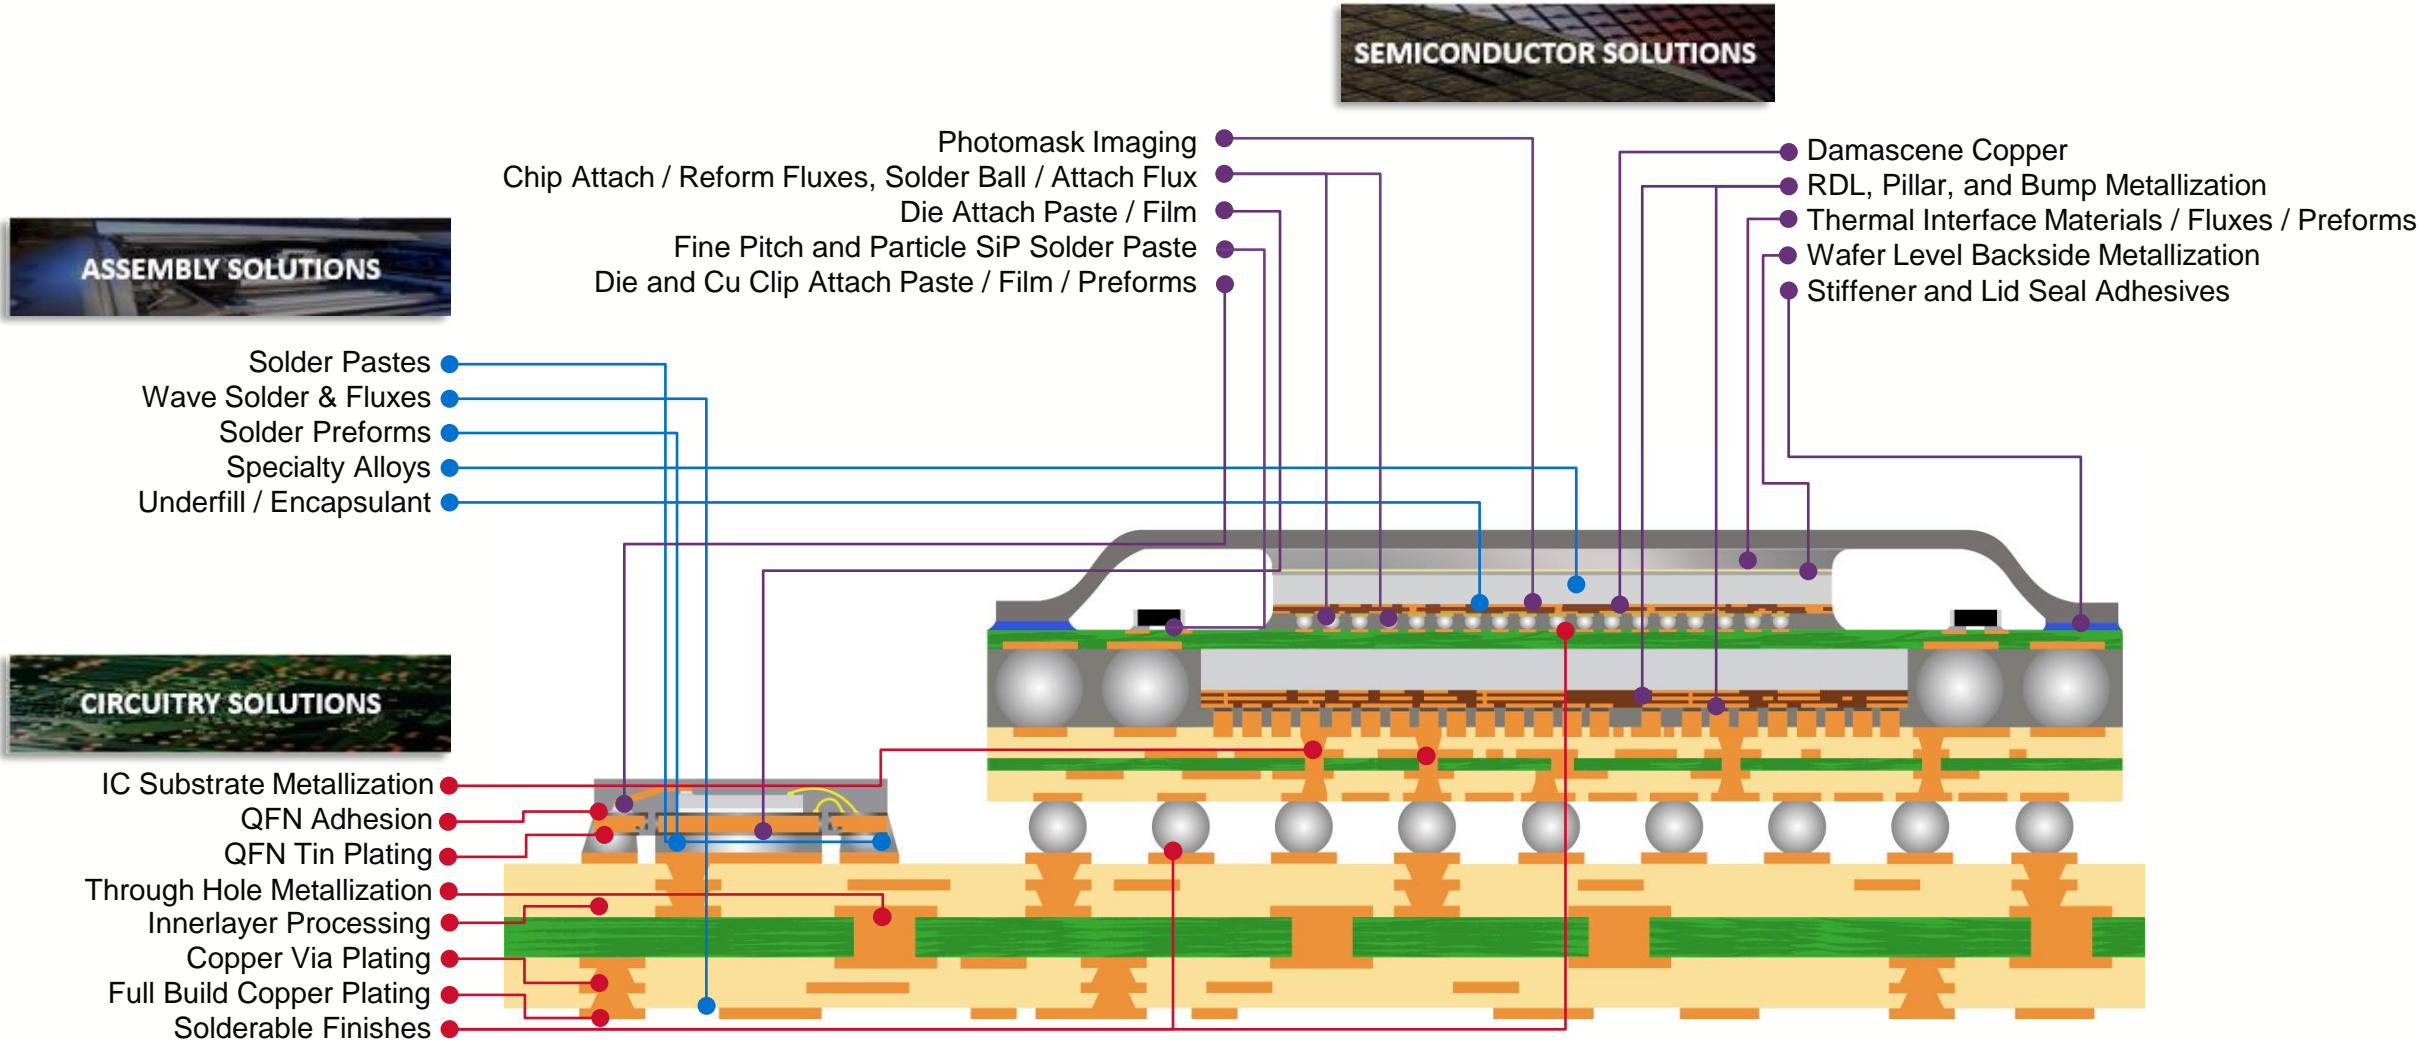 SEMICONDUCTOR SOLUTIONS
Photomask Imaging
Chip Attach / Reform Fluxes, Solder Ball / Attach Flux
Die Attach Paste / Film
Fine Pitch and Particle SiP Solder Paste
Die and Cu Clip Attach Paste / Film / Preforms
Damascene Copper
RDL, Pillar, and Bump Metallization
Thermal Interface Materials / Fluxes / Preforms
Wafer Level Backside Metallization
Stiffener and Lid Seal Adhesives
ASSEMBLY SOLUTIONS
Solder Pastes
Wave Solder & Fluxes
Solder Preforms
Specialty Alloys
Underfill / Encapsulant
CIRCUITRY SOLUTIONS
IC Substrate Metallization
QFN Adhesion
QFN Tin Plating
Through Hole Metallization
Innerlayer Processing
Copper Via Plating
Full Build Copper Plating
Solderable Finishes